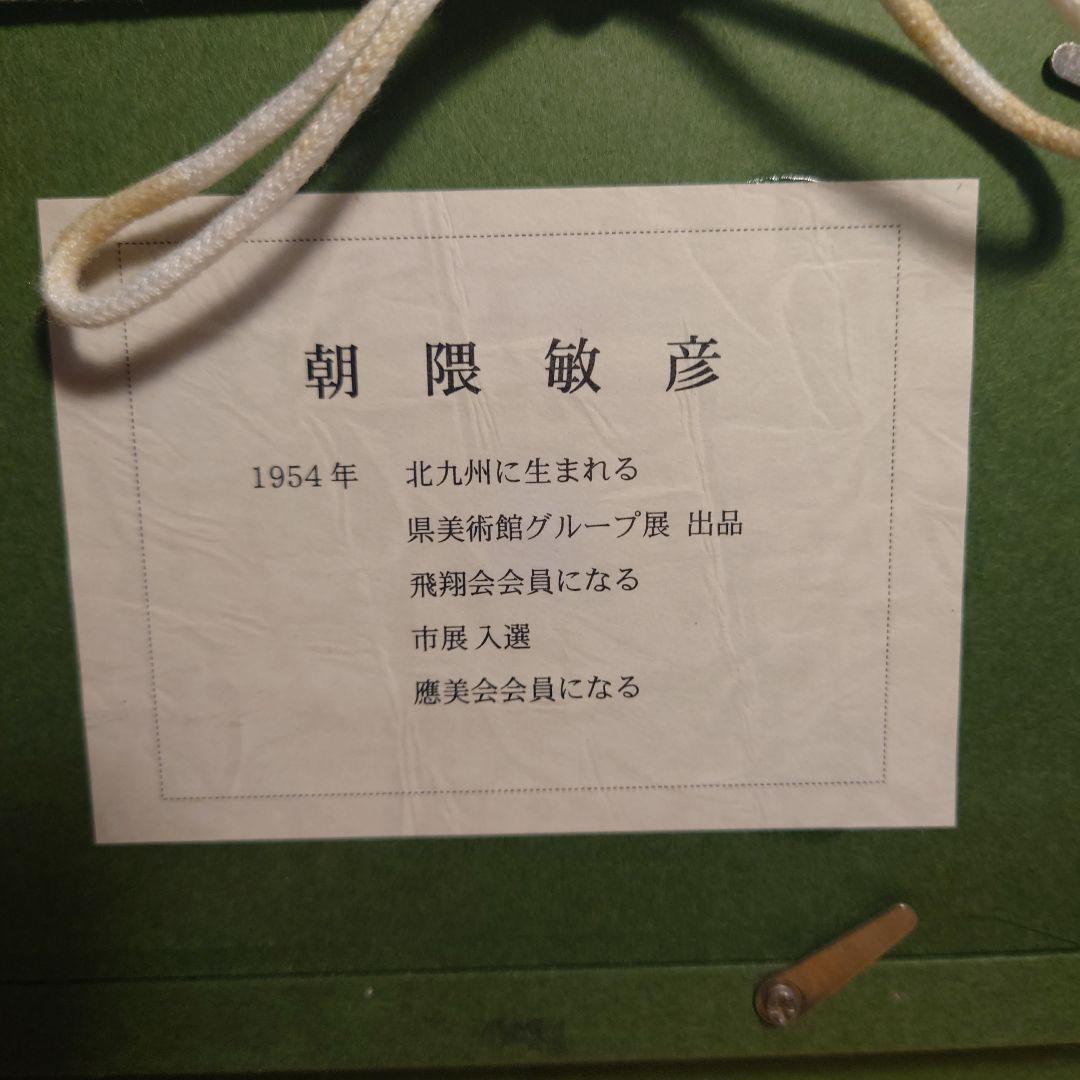 朝隈敏彦
1954年 北九州に生まれる
県美術館グループ展 出品
飛翔会会員になる
市展 入選
應美会会員になる